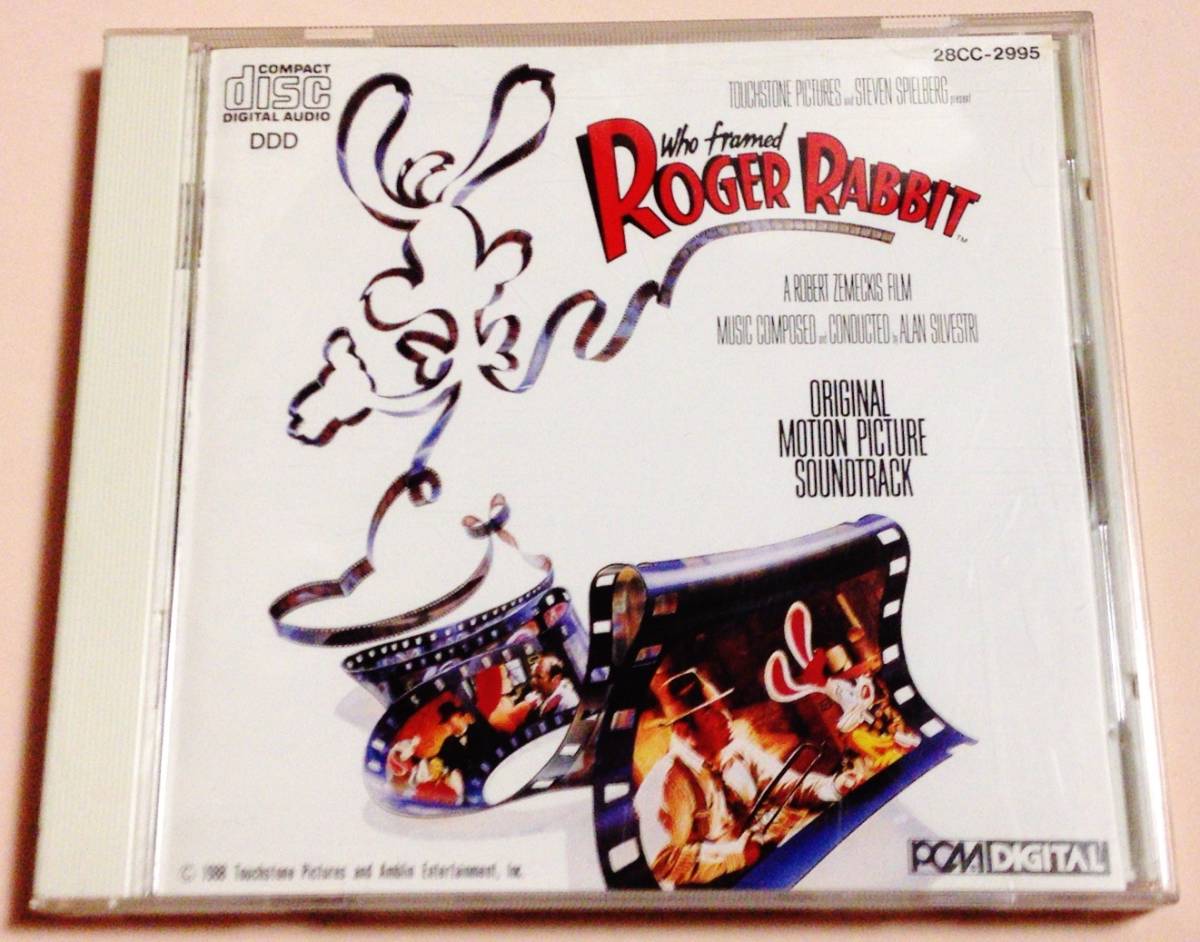 COMPACT
disc
DIGITAL AUDIO
DDD
28CC-2995
TOUCHSTONE PICTURES and STEVEN SPIELBERG present
Who framed
ROGER RABBIT™
A ROBERT ZEMECKIS FILM
MUSIC COMPOSED and CONDUCTED by ALAN SILVESTRI
ORIGINAL
MOTION PICTURE
SOUNDTRACK
© 1988 Touchstone Pictures and Amblin Entertainment, Inc.
PCM DIGITAL